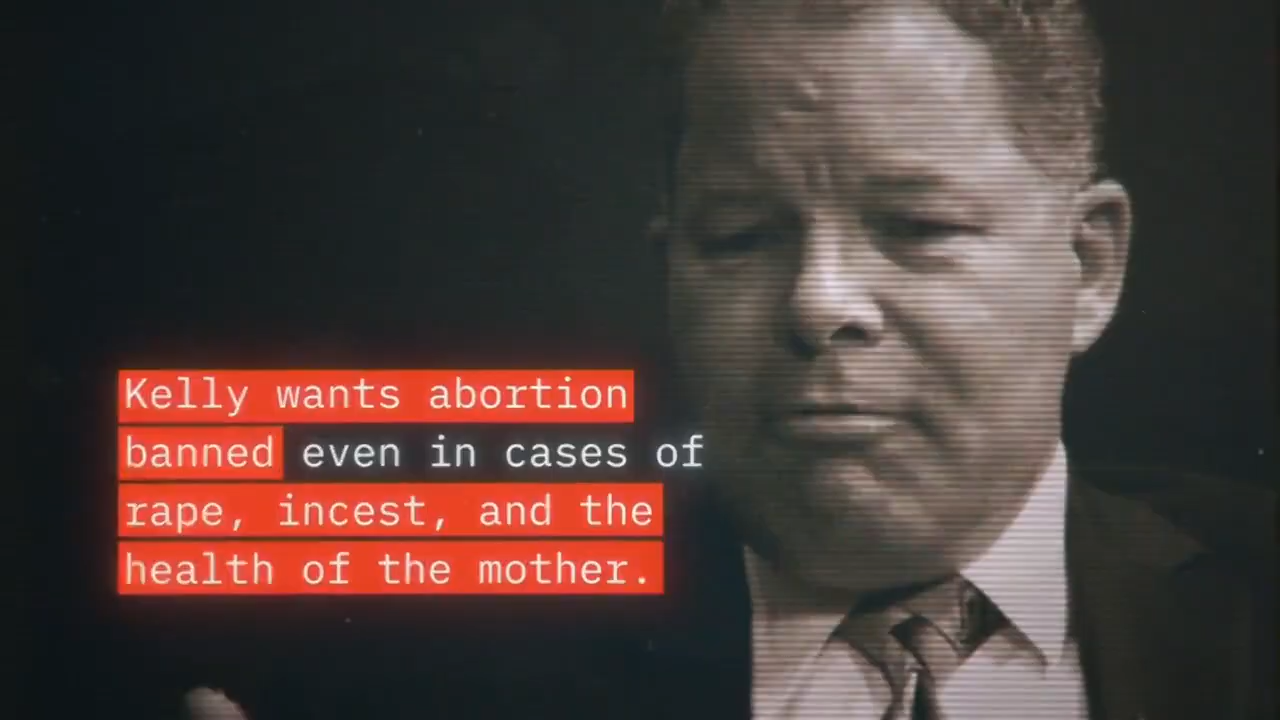 Kelly wants abortion
banned even in cases of
rape, incest, and the
health of the mother.